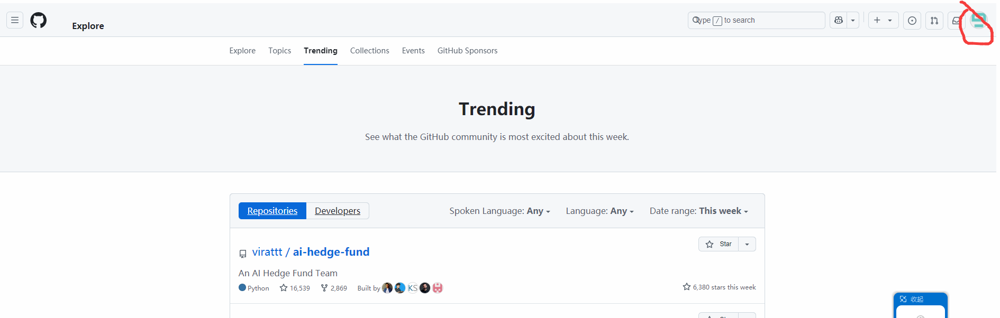 Explore
Type / to search
Explore Topics Trending Collections Events GitHub Sponsors
Trending
See what the GitHub community is most excited about this week.
Repositories Developers Spoken Language: Any Language: Any Date range: This week
virattt / ai-hedge-fund Star
An AI Hedge Fund Team
Python 16,539 2,869 Built by KS 6,380 stars this week
收起